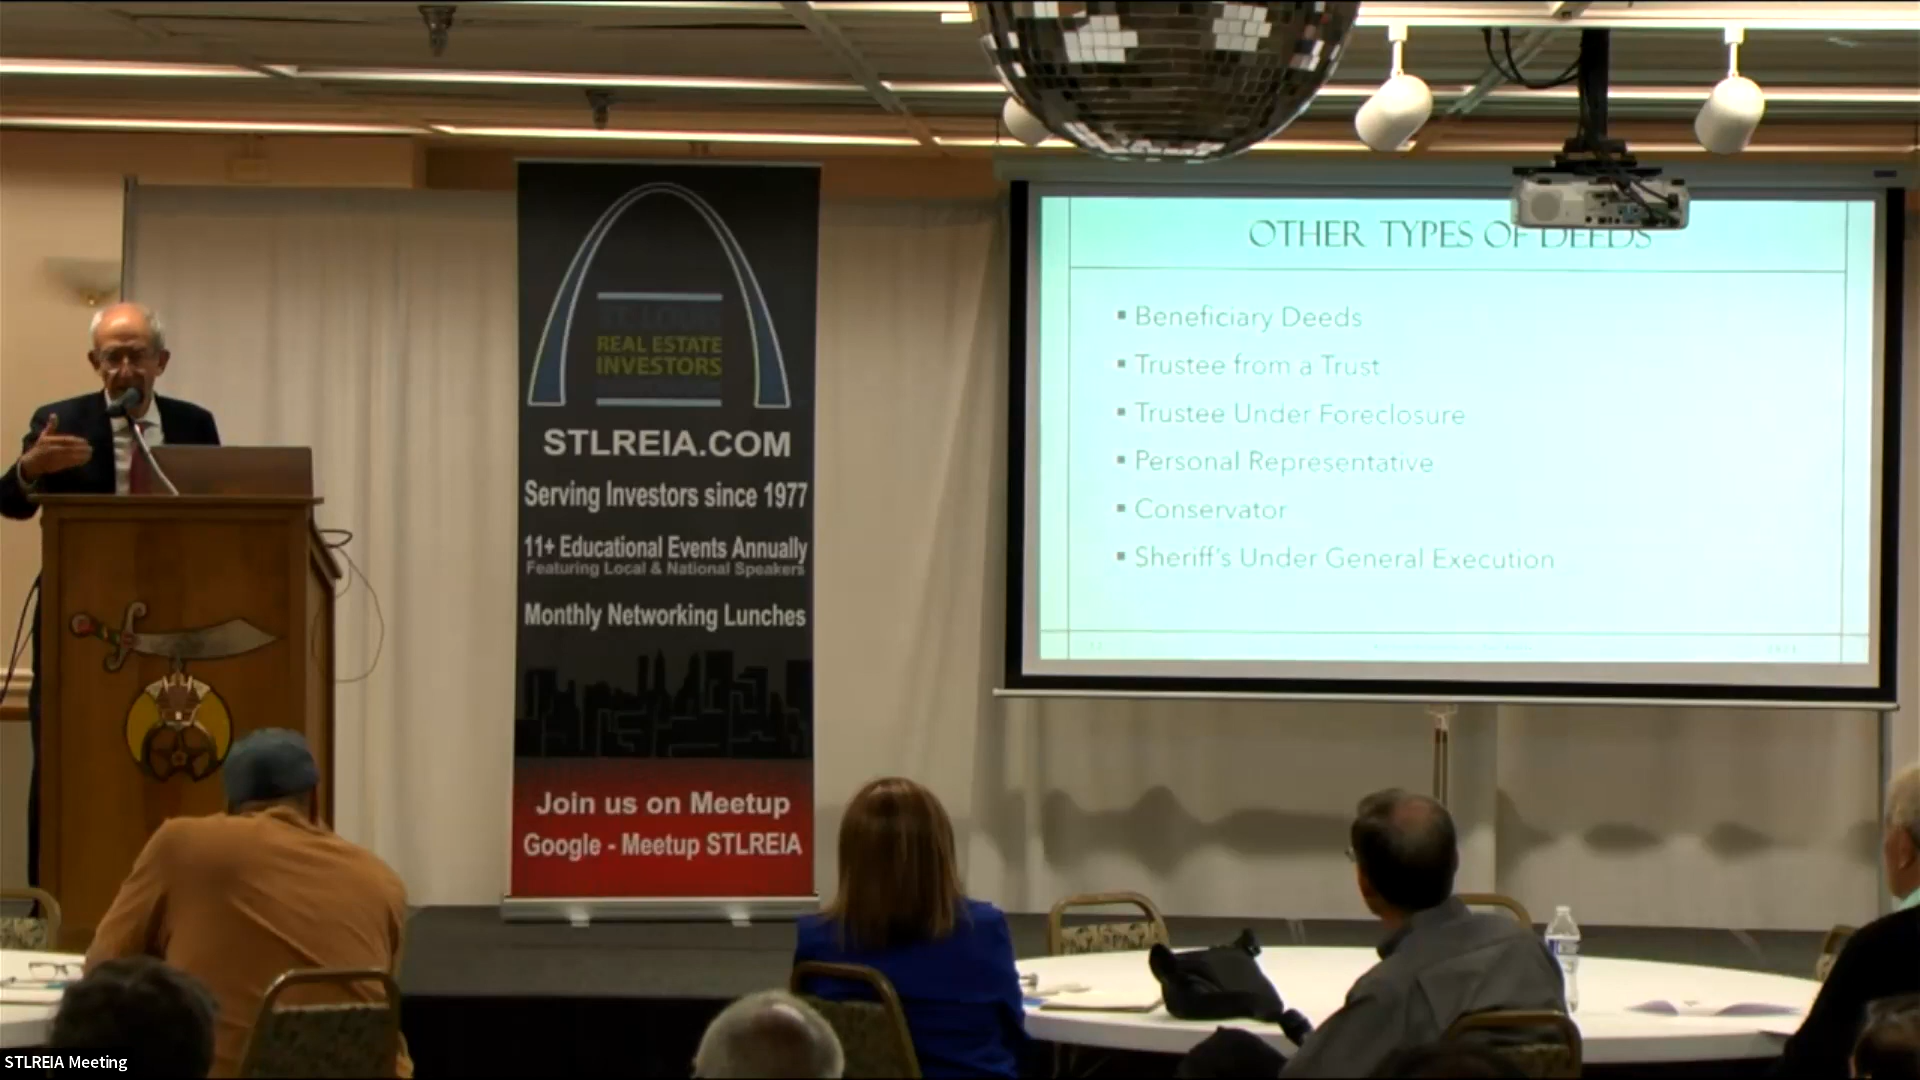 REAL ESTATE
INVESTORS
STLREIA.COM
Serving Investors since 1977
11+ Educational Events Annually
Featuring Local & National Speakers
Monthly Networking Lunches
Join us on Meetup
Google - Meetup STLREIA
OTHER TYPES OF DEEDS
▪ Beneficiary Deeds
▪ Trustee from a Trust
▪ Trustee Under Foreclosure
▪ Personal Representative
▪ Conservator
▪ Sheriff's Under General Execution
STLREIA Meeting